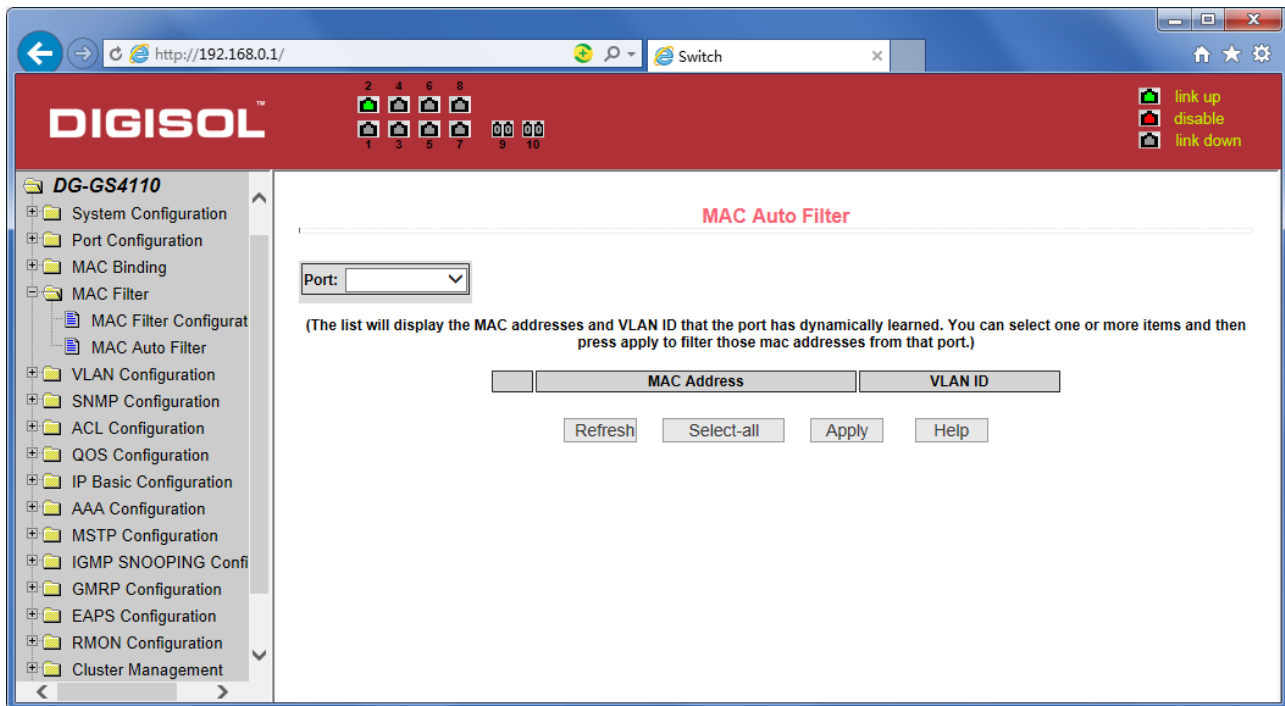 http://192.168.0.1/
Switch
DIGISOL™
2 4 6 8
1 3 5 7 9 10
link up
disable
link down
DG-GS4110
System Configuration
Port Configuration
MAC Binding
MAC Filter
MAC Filter Configurat
MAC Auto Filter
VLAN Configuration
SNMP Configuration
ACL Configuration
QOS Configuration
IP Basic Configuration
AAA Configuration
MSTP Configuration
IGMP SNOOPING Confi
GMRP Configuration
EAPS Configuration
RMON Configuration
Cluster Management
MAC Auto Filter
Port:
(The list will display the MAC addresses and VLAN ID that the port has dynamically learned. You can select one or more items and then
press apply to filter those mac addresses from that port.)
MAC Address VLAN ID
Refresh Select-all Apply Help